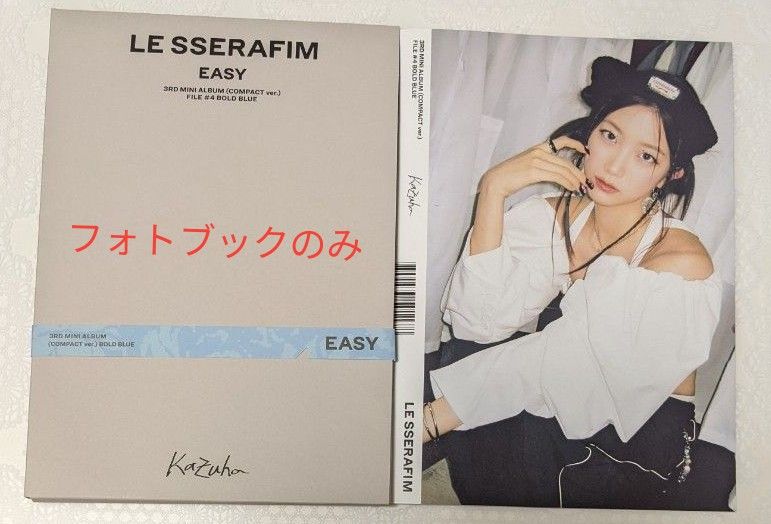 LE SSERAFIM
EASY
3RD MINI ALBUM (COMPACT ver.)
FILE #4 BOLD BLUE
フォトブックのみ
3RD MINI ALBUM
(COMPACT ver.) BOLD BLUE
EASY
Kazuha
3RD MINI ALBUM (COMPACT ver.)
FILE #4 BOLD BLUE
Kazuha
LE SSERAFIM